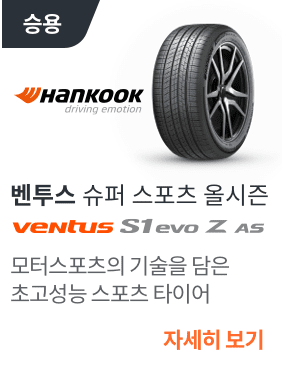 승용
HANKOOK
driving emotion
벤투스 슈퍼 스포츠 올시즌
ventus S1 evo Z AS
모터스포츠의 기술을 담은
초고성능 스포츠 타이어
자세히 보기